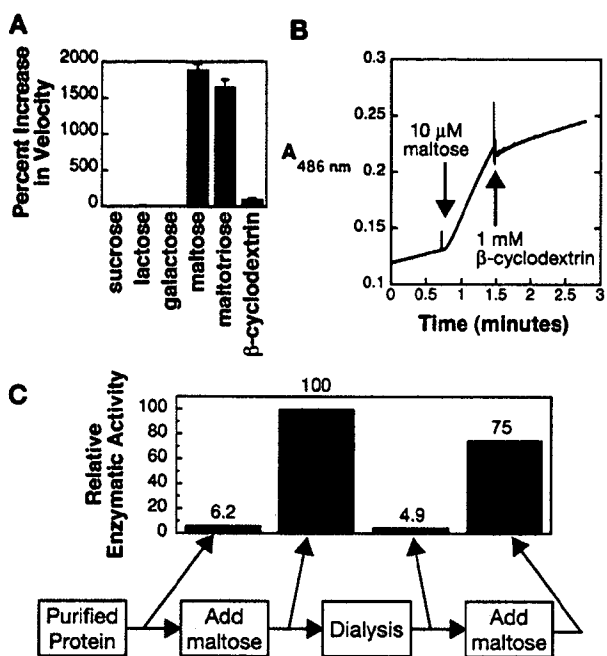 A
Percent Increase
in Velocity
2000
1500
1000
500
0
sucrose
lactose
galactose
maltose
maltotriose
β-cyclodextrin
B
A 486 nm
0.3
0.25
0.2
0.15
0.1
10 μM
maltose
1 mM
β-cyclodextrin
0 0.5 1 1.5 2 2.5 3
Time (minutes)
C
Relative
Enzymatic Activity
100
80
60
40
20
0
6.2
100
4.9
75
Purified
Protein
Add
maltose
Dialysis
Add
maltose